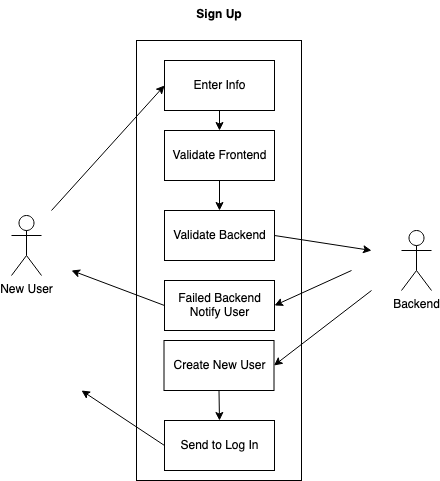 Sign Up
Enter Info
Validate Frontend
Validate Backend
New User
Failed Backend
Notify User
Backend
Create New User
Send to Log In